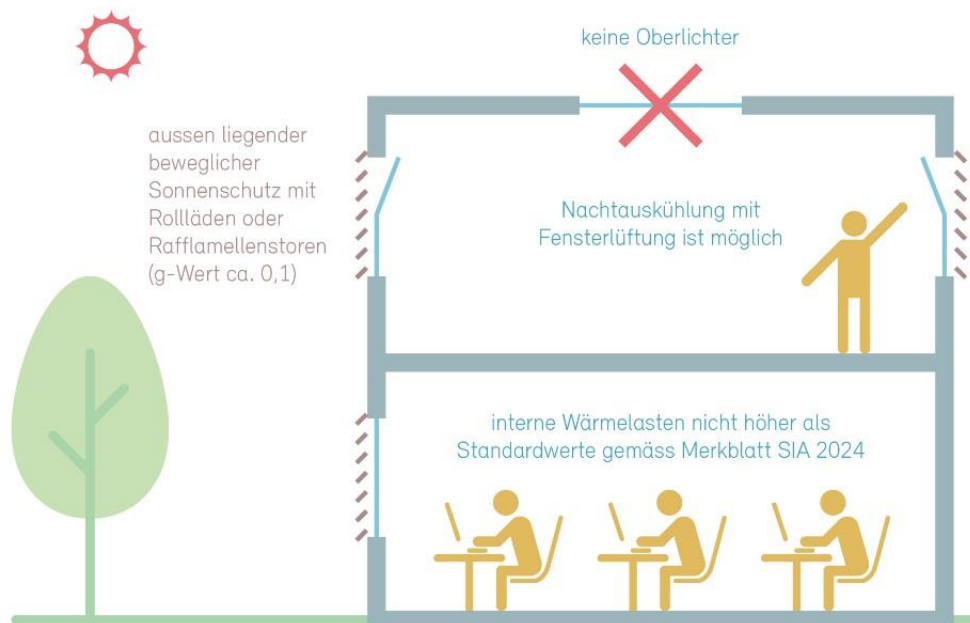 keine Oberlichter
aussen liegender
beweglicher
Sonnenschutz mit
Rollläden oder
Rafflamellenstoren
(g-Wert ca. 0,1)
Nachtauskühlung mit
Fensterlüftung ist möglich
interne Wärmelasten nicht höher als
Standardwerte gemäss Merkblatt SIA 2024